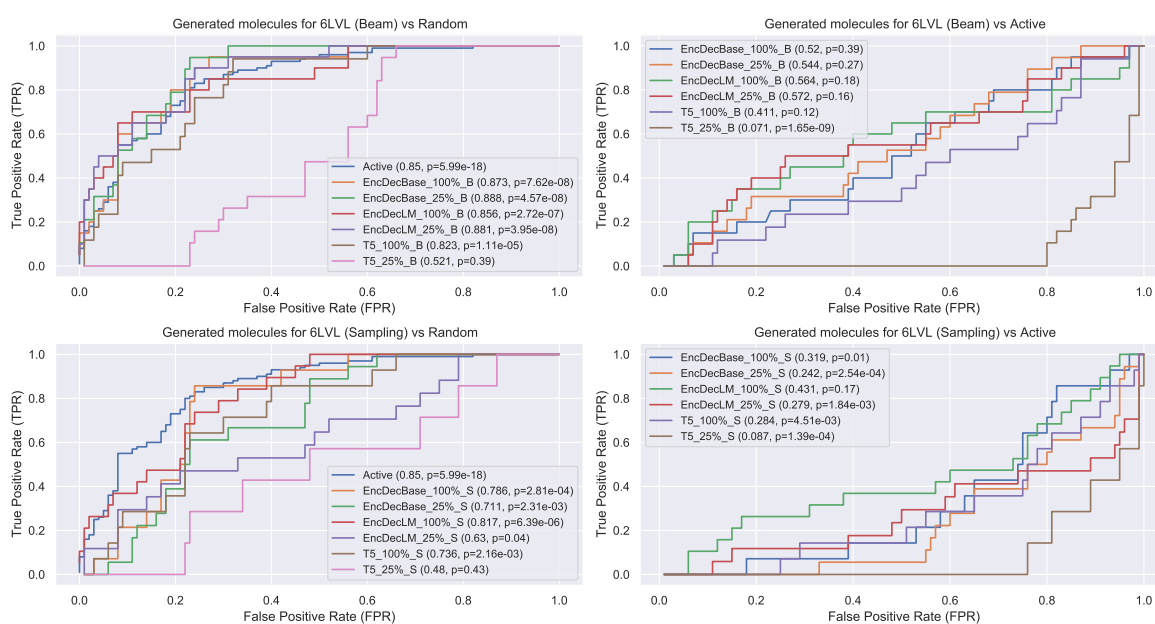 Generated molecules for 6LVL (Beam) vs Random
True Positive Rate (TPR)
1.0
0.8
0.6
0.4
0.2
0.0
Active (0.85, p=5.99e-18)
EncDecBase_100%_B (0.873, p=7.62e-08)
EncDecBase_25%_B (0.888, p=4.57e-08)
EncDecLM_100%_B (0.856, p=2.72e-07)
EncDecLM_25%_B (0.881, p=3.95e-08)
T5_100%_B (0.823, p=1.11e-05)
T5_25%_B (0.521, p=0.39)
0.0 0.2 0.4 0.6 0.8 1.0
False Positive Rate (FPR)
Generated molecules for 6LVL (Beam) vs Active
True Positive Rate (TPR)
1.0
0.8
0.6
0.4
0.2
0.0
EncDecBase_100%_B (0.52, p=0.39)
EncDecBase_25%_B (0.544, p=0.27)
EncDecLM_100%_B (0.564, p=0.18)
EncDecLM_25%_B (0.572, p=0.16)
T5_100%_B (0.411, p=0.12)
T5_25%_B (0.071, p=1.65e-09)
0.0 0.2 0.4 0.6 0.8 1.0
False Positive Rate (FPR)
Generated molecules for 6LVL (Sampling) vs Random
True Positive Rate (TPR)
1.0
0.8
0.6
0.4
0.2
0.0
Active (0.85, p=5.99e-18)
EncDecBase_100%_S (0.786, p=2.81e-04)
EncDecBase_25%_S (0.711, p=2.31e-03)
EncDecLM_100%_S (0.817, p=6.39e-06)
EncDecLM_25%_S (0.63, p=0.04)
T5_100%_S (0.736, p=2.16e-03)
T5_25%_S (0.48, p=0.43)
0.0 0.2 0.4 0.6 0.8 1.0
False Positive Rate (FPR)
Generated molecules for 6LVL (Sampling) vs Active
True Positive Rate (TPR)
1.0
0.8
0.6
0.4
0.2
0.0
EncDecBase_100%_S (0.319, p=0.01)
EncDecBase_25%_S (0.242, p=2.54e-04)
EncDecLM_100%_S (0.431, p=0.17)
EncDecLM_25%_S (0.279, p=1.84e-03)
T5_100%_S (0.284, p=4.51e-03)
T5_25%_S (0.087, p=1.39e-04)
0.0 0.2 0.4 0.6 0.8 1.0
False Positive Rate (FPR)